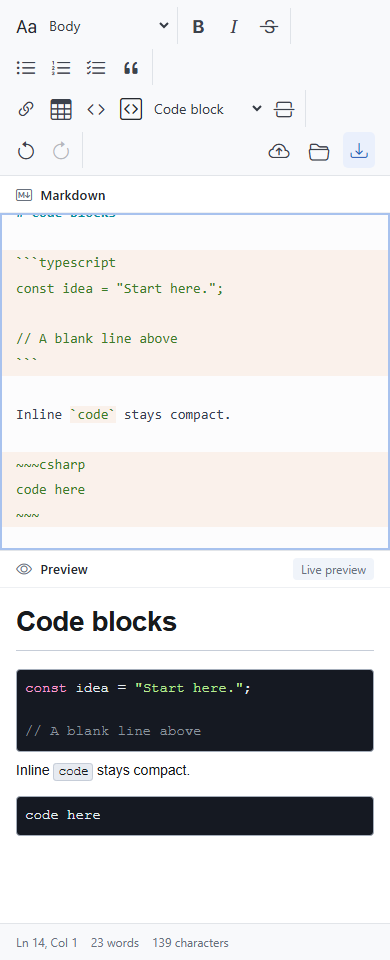 Aa Body B I S
Code block
Markdown
# Code blocks
```typescript
const idea = "Start here.";
// A blank line above
```
Inline `code` stays compact.
~~~csharp
code here
~~~
Preview Live preview
Code blocks
const idea = "Start here.";
// A blank line above
Inline code stays compact.
code here
Ln 14, Col 1 23 words 139 characters